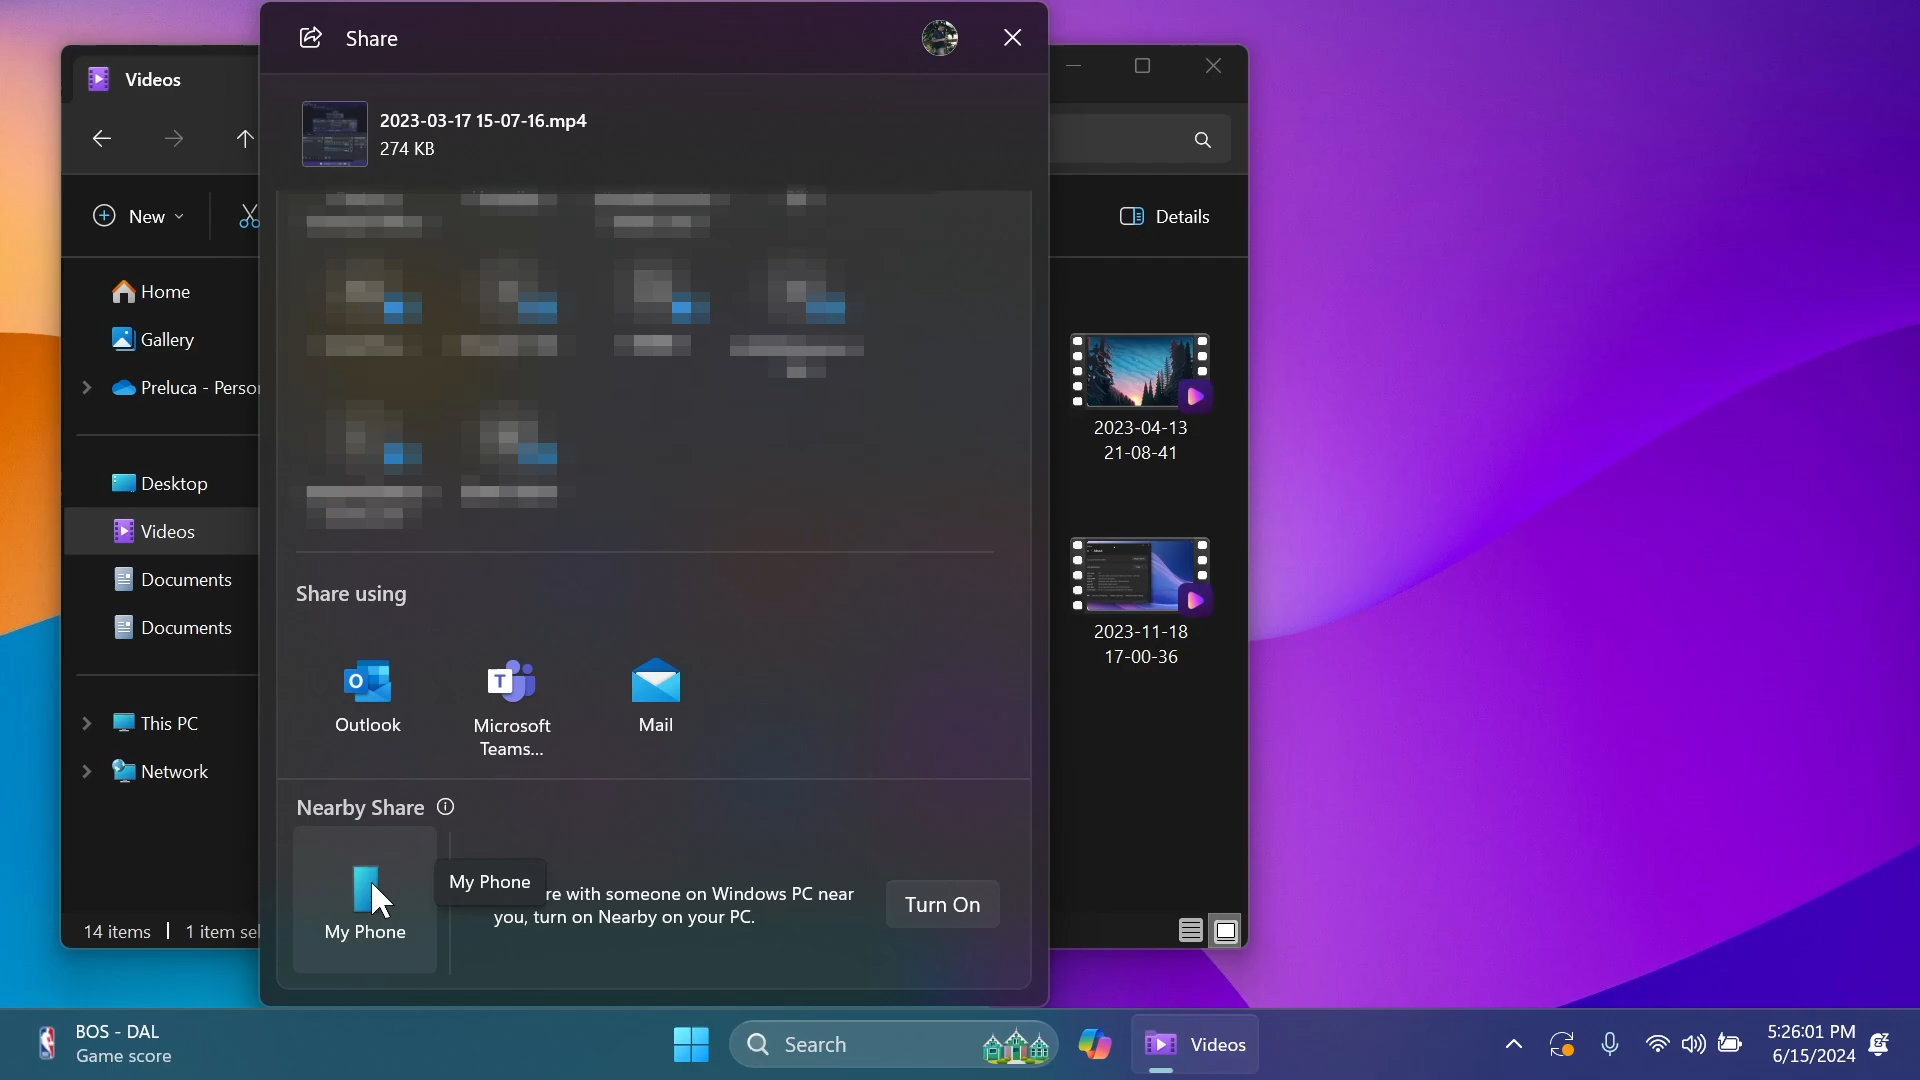 Share
Videos
2023-03-17 15-07-16.mp4
274 KB
New
Details
Home
Gallery
Preluca - Perso
Desktop
Videos
Documents
Documents
This PC
Network
2023-04-13
21-08-41
2023-11-18
17-00-36
Share using
Outlook
Microsoft
Teams...
Mail
Nearby Share
My Phone
My Phone
re with someone on Windows PC near
you, turn on Nearby on your PC.
Turn On
14 items
1 item sel
BOS - DAL
Game score
Search
Videos
5:26:01 PM
6/15/2024